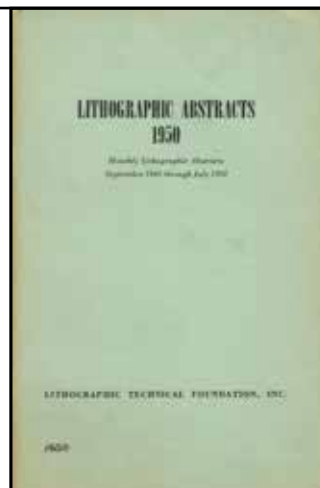 LITHOGRAPHIC ABSTRACTS
1950
Monthly Lithographic Abstracts
September 1949 through July 1950
LITHOGRAPHIC TECHNICAL FOUNDATION, INC.
1950